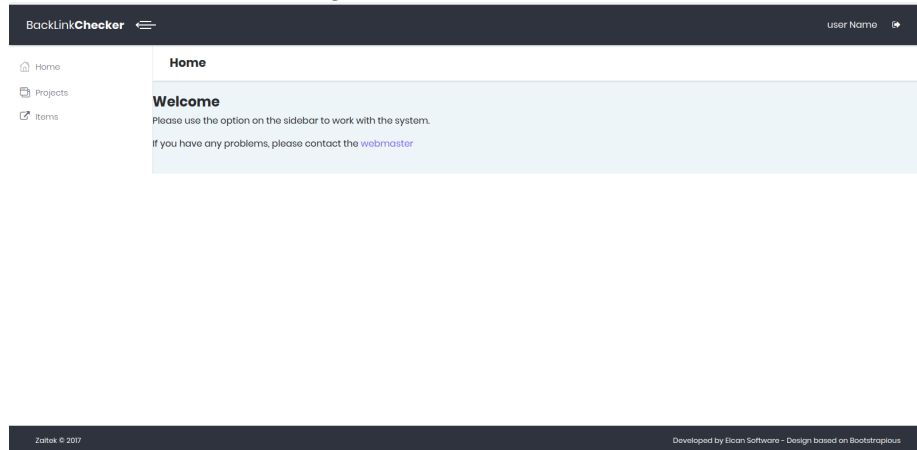 BackLinkChecker
user Name
Home
Projects
Items
Home
Welcome
Please use the option on the sidebar to work with the system.
If you have any problems, please contact the webmaster
Zaitek © 2017
Developed by Elcan Software - Design based on Bootstrapious